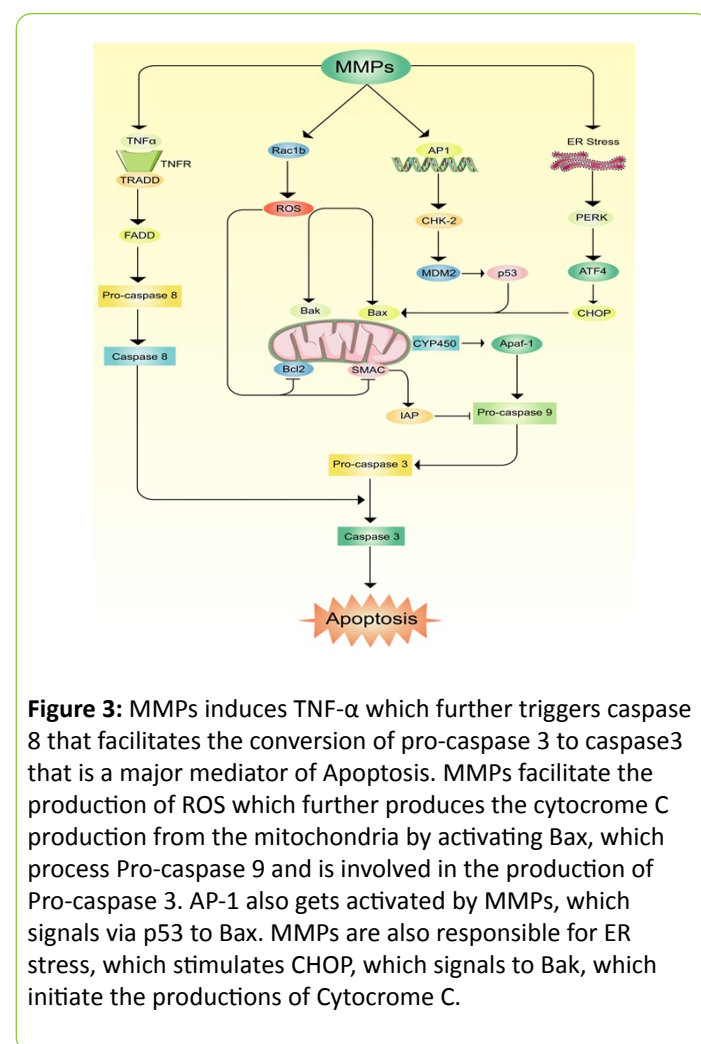 MMPs
TNFα
TNFR
TRADD
FADD
Pro-caspase 8
Caspase 8
Rac1b
ROS
AP1
CHK-2
MDM2
p53
ER Stress
PERK
ATF4
CHOP
Bak
Bax
CYP450
Apaf-1
Bcl2
SMAC
IAP
Pro-caspase 9
Pro-caspase 3
Caspase 3
Apoptosis
Figure 3: MMPs induces TNF-α which further triggers caspase
8 that facilitates the conversion of pro-caspase 3 to caspase3
that is a major mediator of Apoptosis. MMPs facilitate the
production of ROS which further produces the cytocrome C
production from the mitochondria by activating Bax, which
process Pro-caspase 9 and is involved in the production of
Pro-caspase 3. AP-1 also gets activated by MMPs, which
signals via p53 to Bax. MMPs are also responsible for ER
stress, which stimulates CHOP, which signals to Bak, which
initiate the productions of Cytocrome C.